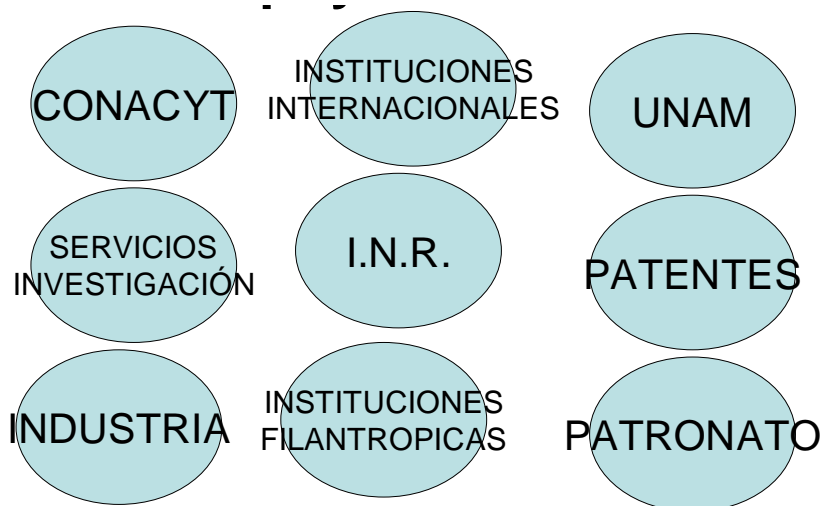 CONACYT
INSTITUCIONES
INTERNACIONALES
UNAM
SERVICIOS
INVESTIGACIÓN
I.N.R.
PATENTES
INDUSTRIA
INSTITUCIONES
FILANTROPICAS
PATRONATO